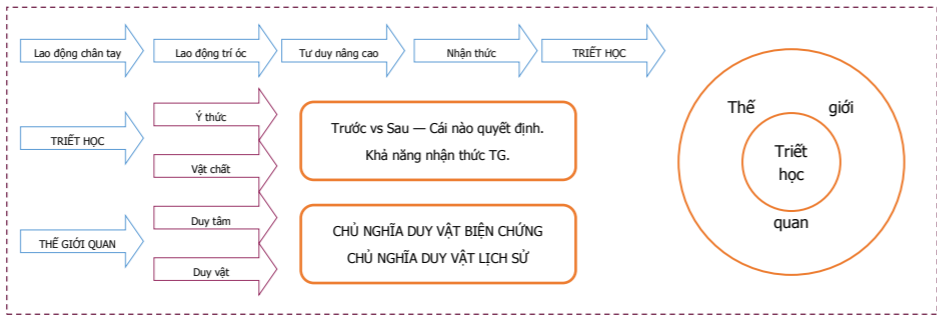 Lao động chân tay
Lao động trí óc
Tư duy nâng cao
Nhận thức
TRIẾT HỌC
TRIẾT HỌC
Ý thức
Vật chất
Trước vs Sau — Cái nào quyết định.
Khả năng nhận thức TG.
THẾ GIỚI QUAN
Duy tâm
Duy vật
CHỦ NGHĨA DUY VẬT BIỆN CHỨNG
CHỦ NGHĨA DUY VẬT LỊCH SỬ
Thế giới
Triết
học
quan